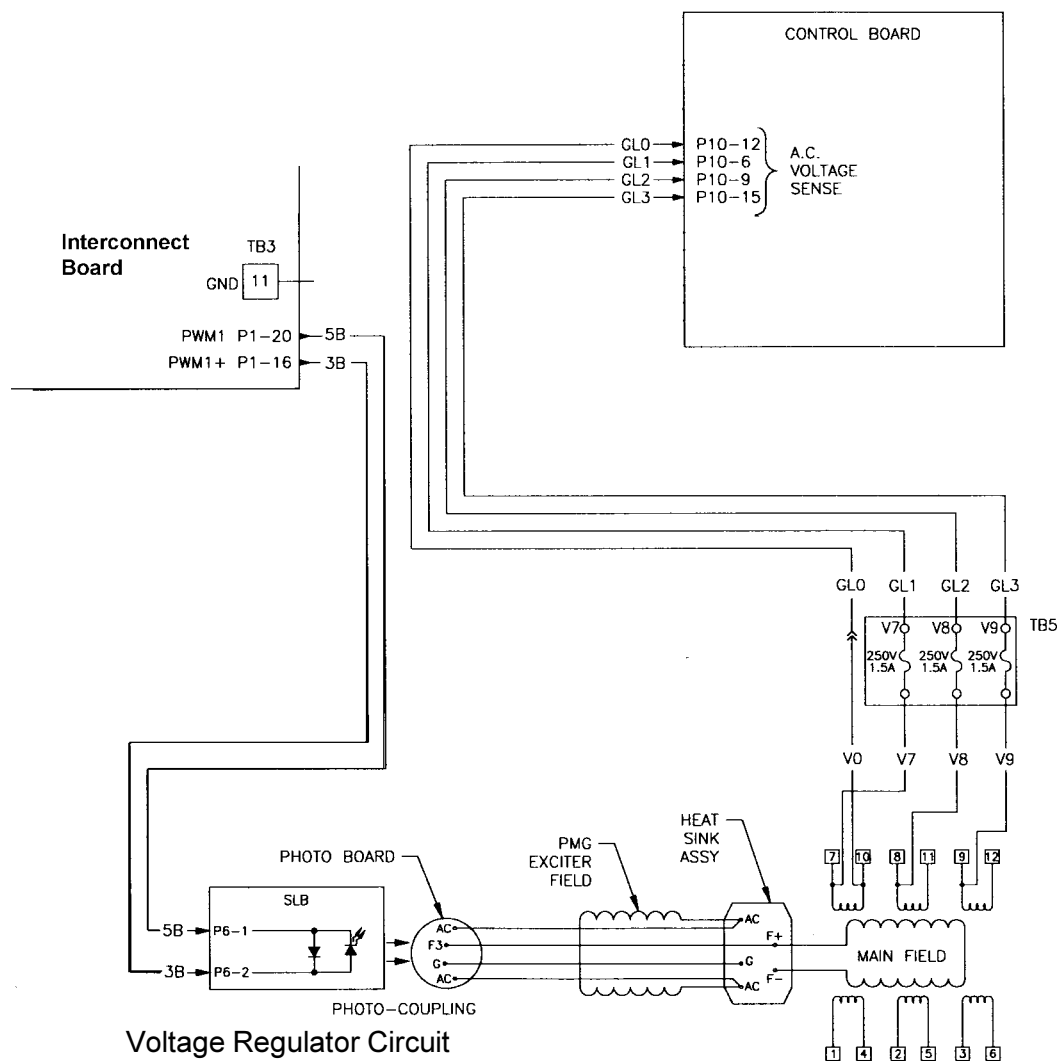 CONTROL BOARD
GL0 P10-12
GL1 P10-6
GL2 P10-9
GL3 P10-15
A.C.
VOLTAGE
SENSE
Interconnect
Board
TB3
GND 11
PWM1 P1-20 5B
PWM1+ P1-16 3B
GL0 GL1 GL2 GL3
TB5
V7 V8 V9
250V 250V 250V
1.5A 1.5A 1.5A
V0 V7 V8 V9
HEAT
SINK
ASSY
PMG
EXCITER
FIELD
PHOTO BOARD
7 10 8 11 9 12
SLB
5B P6-1
3B P6-2
AC
F3
G
AC
AC
F+
G
F-
AC
MAIN FIELD
PHOTO-COUPLING
1 4 2 5 3 6
Voltage Regulator Circuit